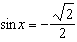 sin x = −√2/2